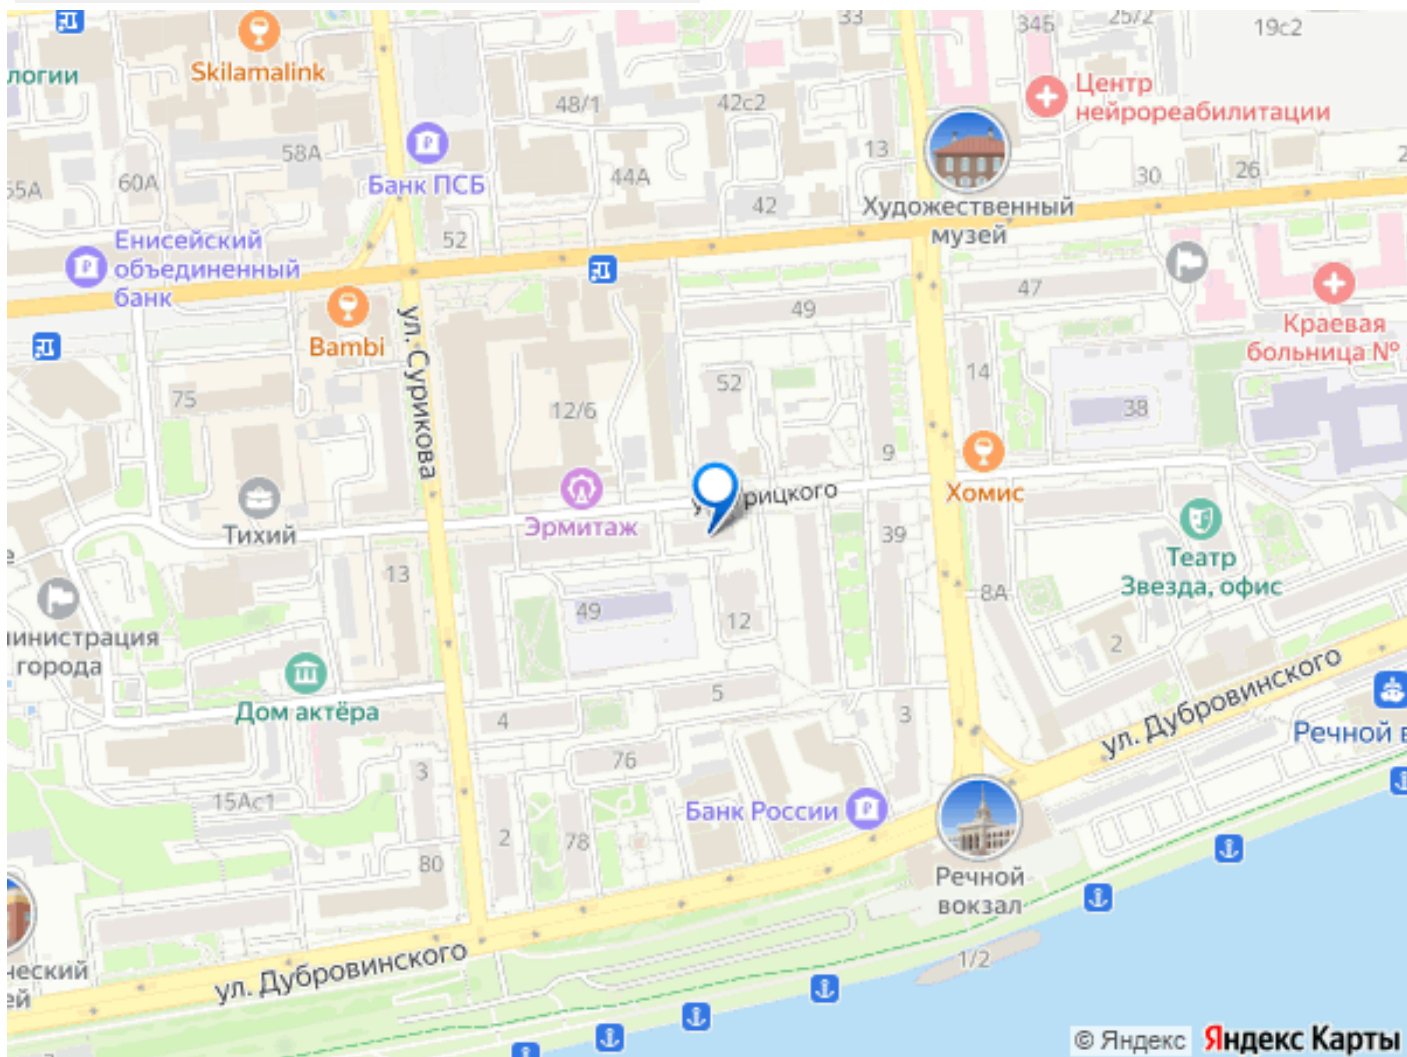 33
34Б
25/2
19с2
логии
Skilamalink
Центр
нейрореабилитации
48/1
42с2
58А
13
Банк ПСБ
55А
60А
44А
42
30
26
Художественный
музей
52
Енисейский
объединенный
банк
47
49
Краевая
больница №
Bambi
ул. Сурикова
75
52
14
12/6
38
9
Хомис
Эрмитаж
Тихий
рицкого
39
Театр
Звезда, офис
13
8А
49
12
2
министрация
города
Дом актёра
5
4
3
ул. Дубровинского
Речной в
76
3
15Ас1
Банк России
2
78
80
Речной
вокзал
1/2
ческий
ей
ул. Дубровинского
© Яндекс Яндекс Карты